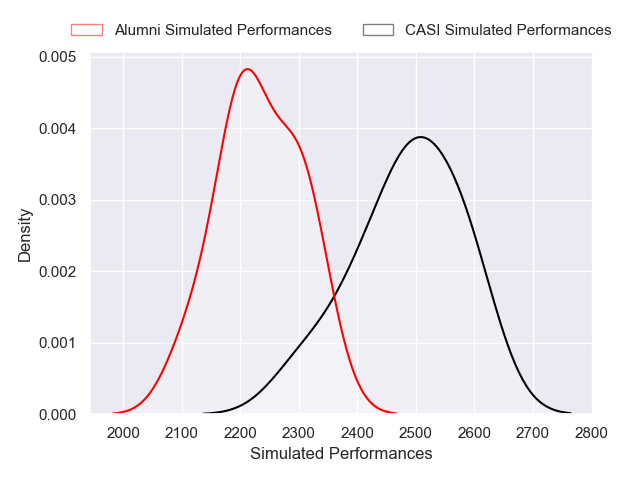 Alumni Simulated Performances CASI Simulated Performances
0.005
0.004
0.003
0.002
0.001
0.000
Density
2000 2100 2200 2300 2400 2500 2600 2700 2800
Simulated Performances